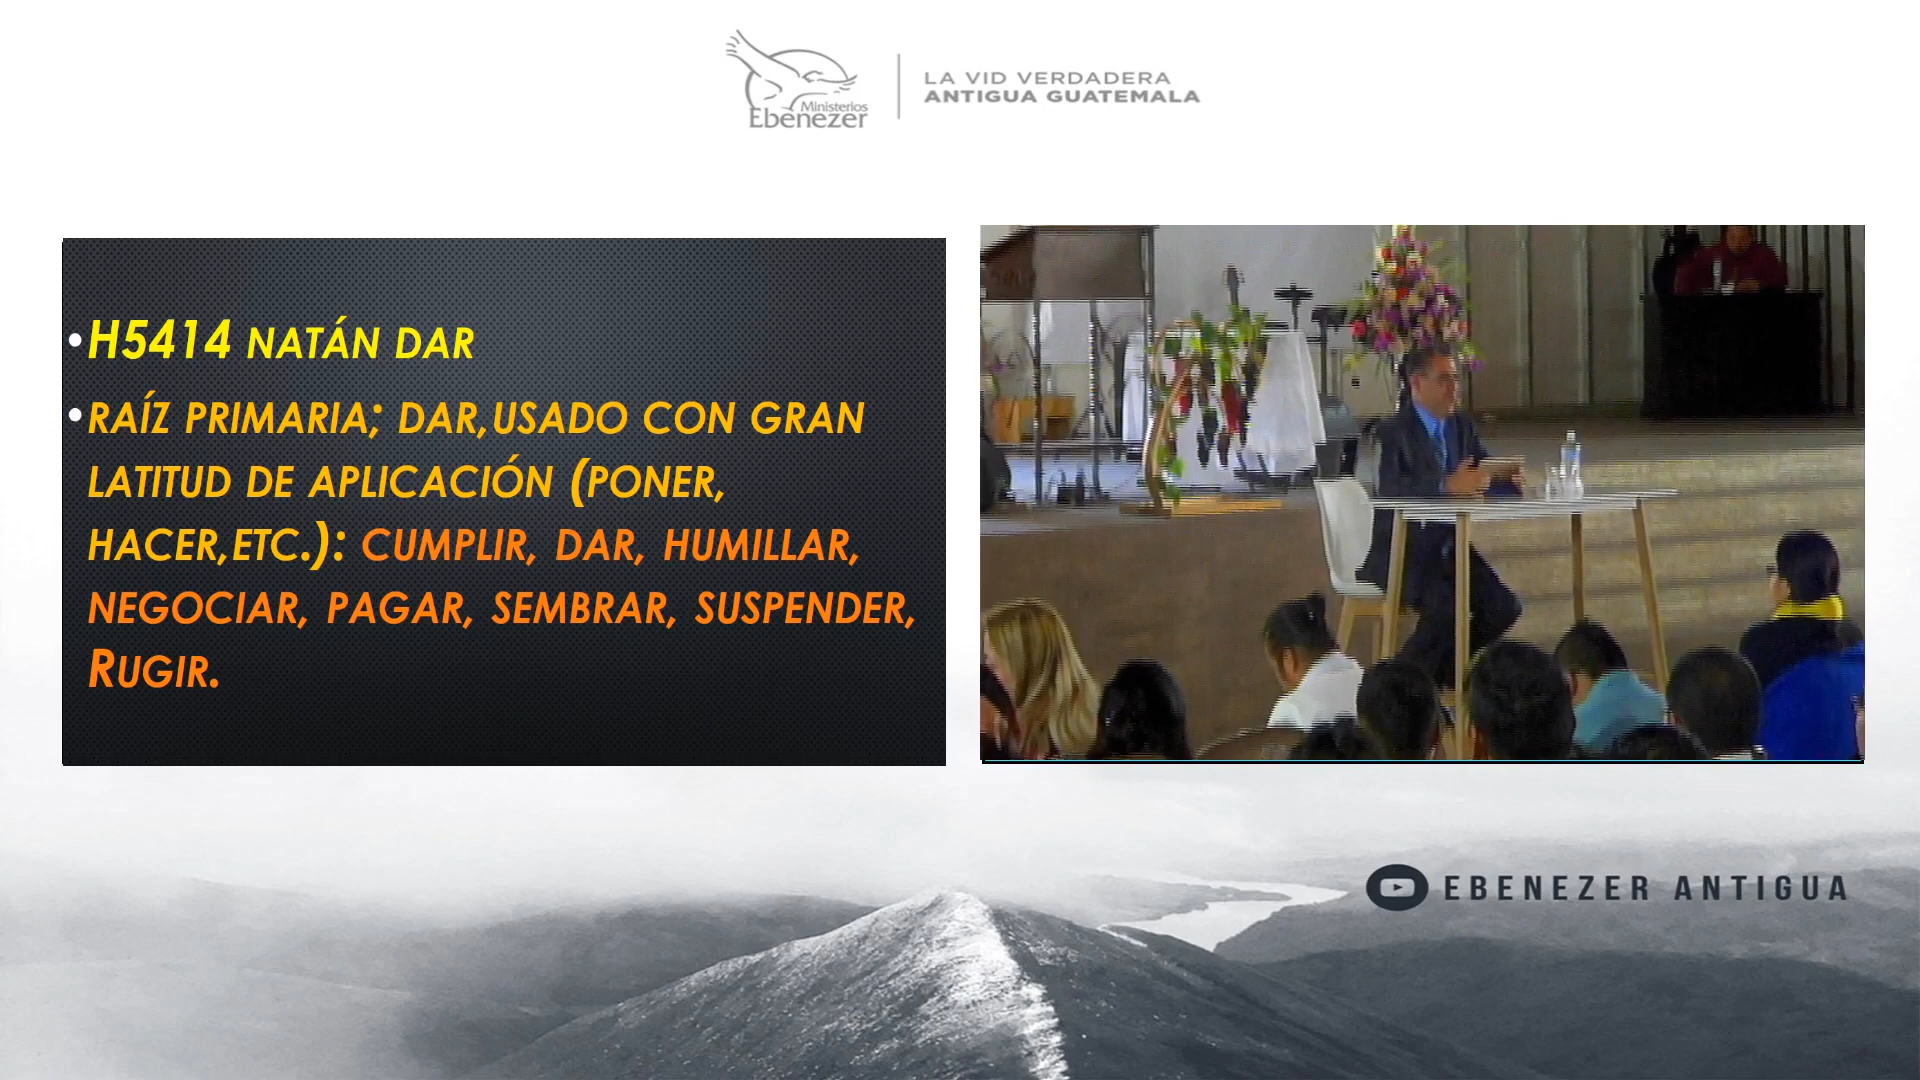 Ministerios
Ebenezer
LA VID VERDADERA
ANTIGUA GUATEMALA
•H5414 NATÁN DAR
•RAÍZ PRIMARIA; DAR,USADO CON GRAN
LATITUD DE APLICACIÓN (PONER,
HACER,ETC.): CUMPLIR, DAR, HUMILLAR,
NEGOCIAR, PAGAR, SEMBRAR, SUSPENDER,
RUGIR.
EBENEZER ANTIGUA